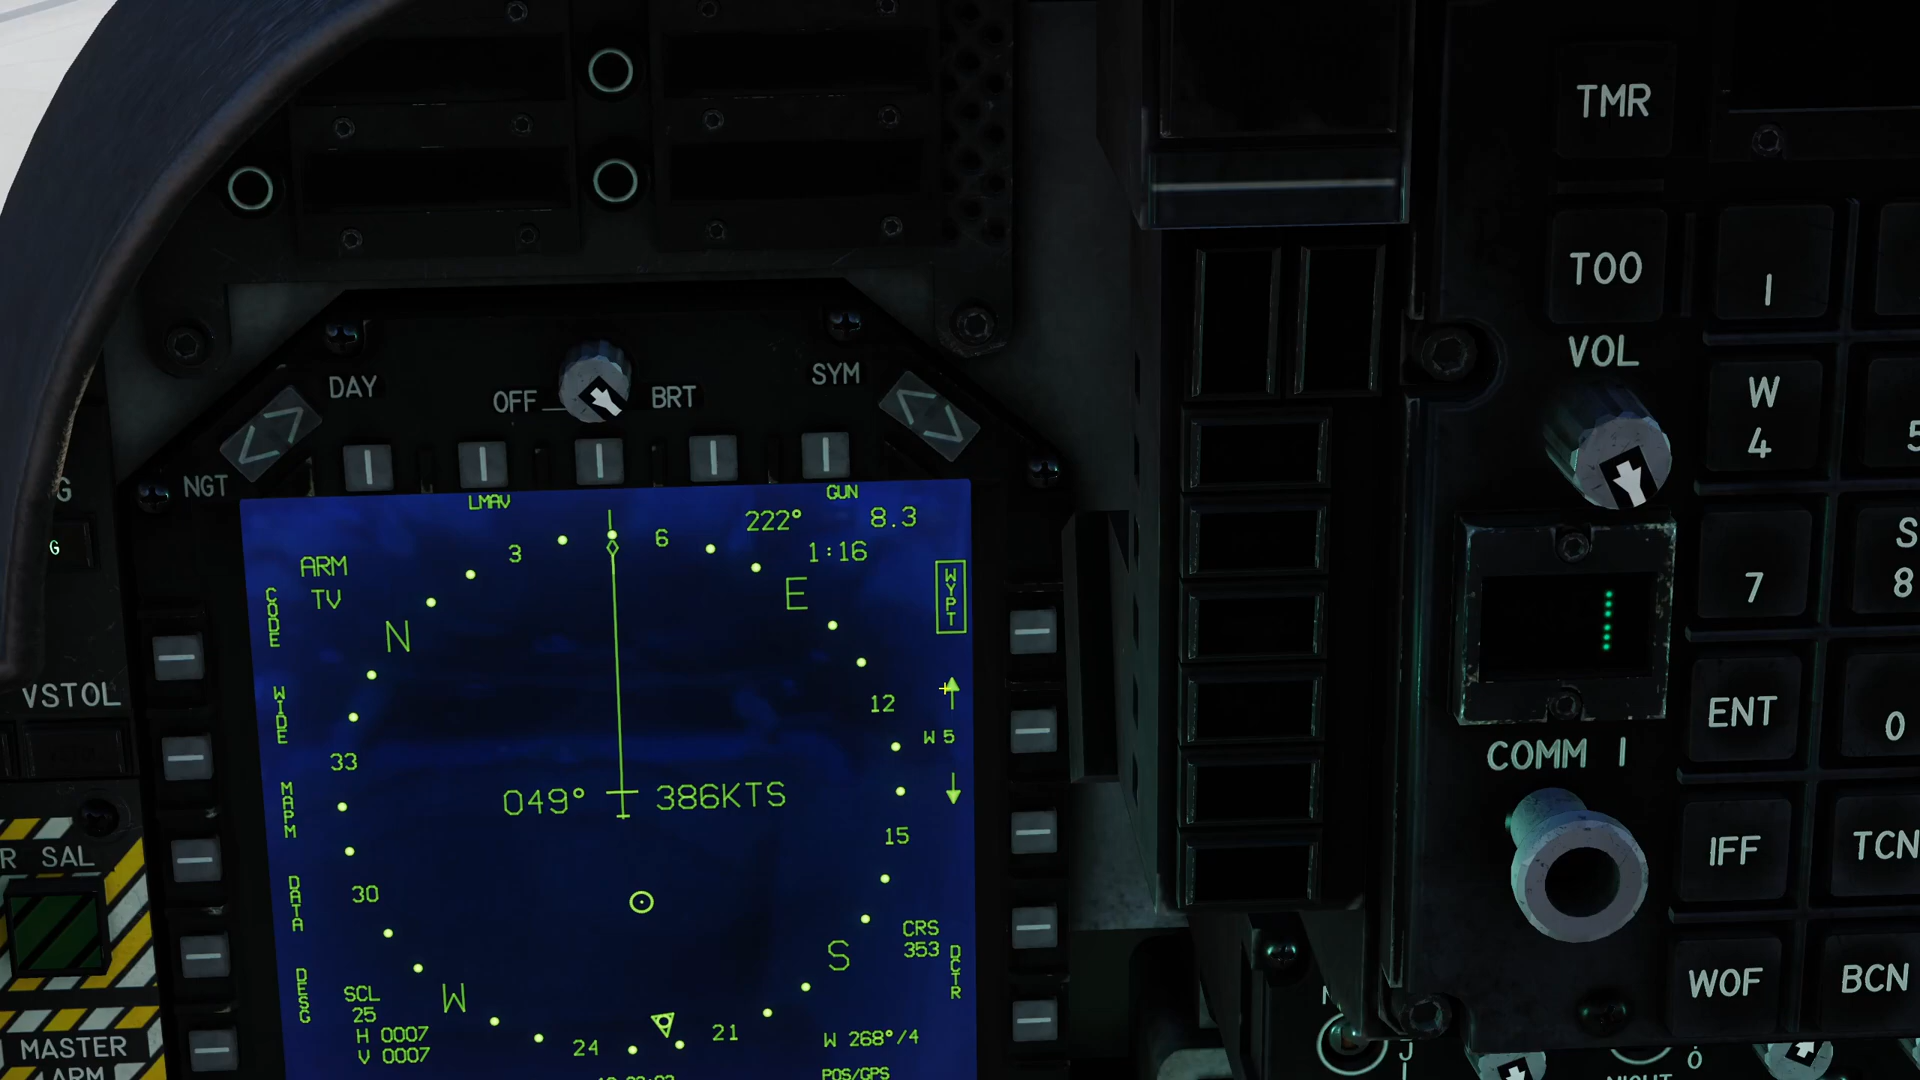 TMR
TOO
VOL
I
W
4
5
7
S
8
ENT
0
COMM I
IFF
TCN
WOF
BCN
DAY
OFF
BRT
SYM
NGT
G
G
VSTOL
R SAL
MASTER
ARM
LMAV
GUN
222°
8.3
1:16
ARM
TV
CODE
WIDE
MAPM
DATA
DESG
WYPT
W 5
DCTR
3
6
E
12
15
S
21
24
W
30
33
N
049°
386KTS
CRS
353
SCL
25
H 0007
V 0007
W 268°/4
POS/GPS